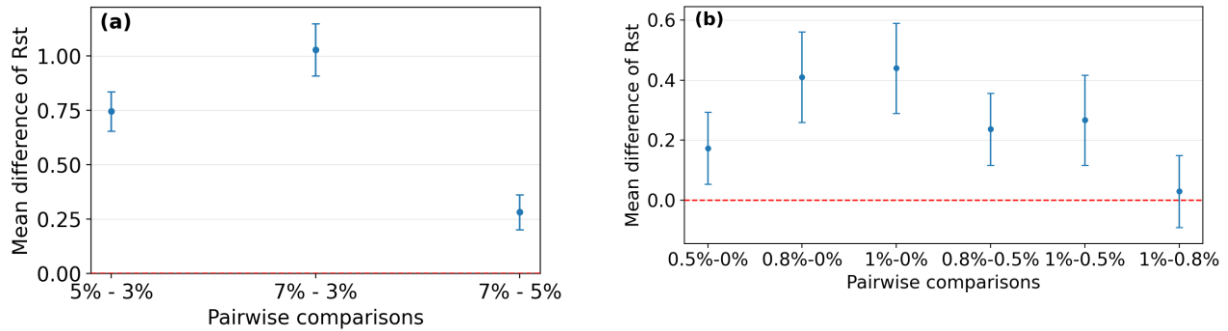 (a)
Mean difference of Rst
1.00
0.75
0.50
0.25
0.00
5% - 3%
7% - 3%
7% - 5%
Pairwise comparisons
(b)
Mean difference of Rst
0.6
0.4
0.2
0.0
0.5%-0%
0.8%-0%
1%-0%
0.8%-0.5%
1%-0.5%
1%-0.8%
Pairwise comparisons